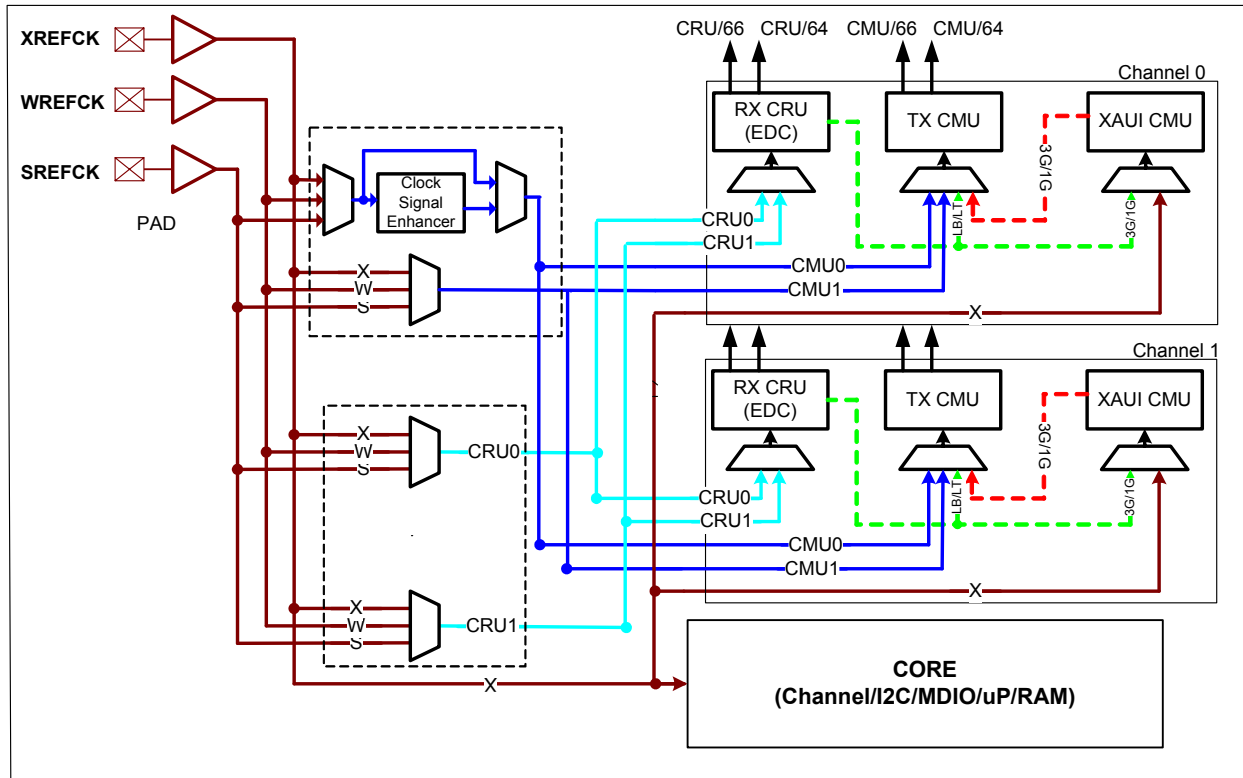 XREFCK
WREFCK
SREFCK
PAD
Clock
Signal
Enhancer
X
W
S
X
W
S
CRU0
X
W
S
CRU1
X
CRU/66
CRU/64
CMU/66
CMU/64
Channel 0
RX CRU
(EDC)
TX CMU
XAUI CMU
3G/1G
LB/LT
3G/1G
CRU0
CRU1
CMU0
CMU1
X
Channel 1
RX CRU
(EDC)
TX CMU
XAUI CMU
3G/1G
LB/LT
3G/1G
CRU0
CRU1
CMU0
CMU1
X
CORE
(Channel/I2C/MDIO/uP/RAM)